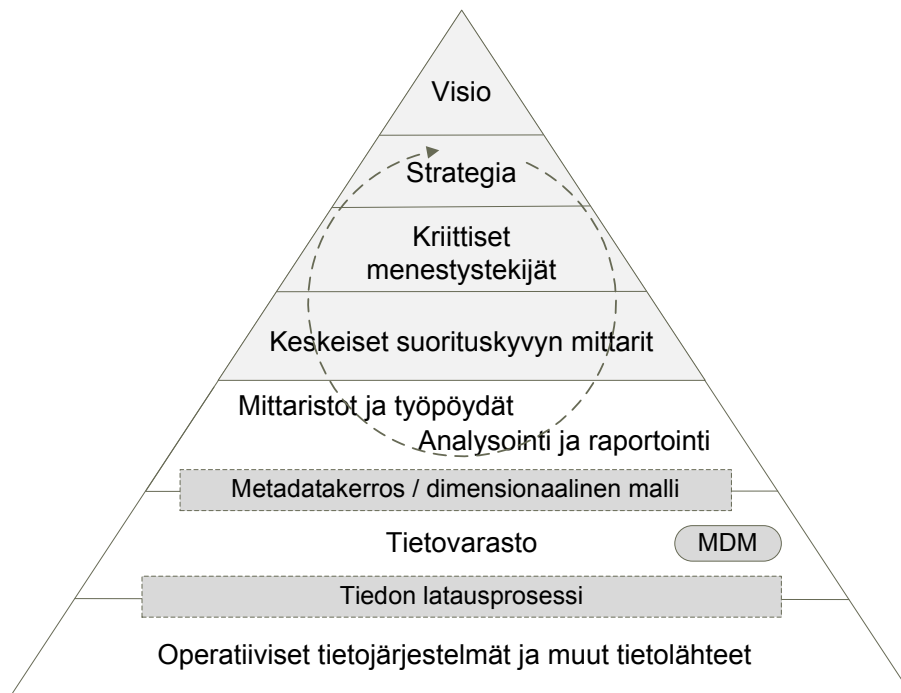 Visio
Strategia
Kriittiset
menestystekijät
Keskeiset suorituskyvyn mittarit
Mittaristot ja työpöydät
Analysointi ja raportointi
Metadatakerros / dimensionaalinen malli
Tietovarasto
MDM
Tiedon latausprosessi
Operatiiviset tietojärjestelmät ja muut tietolähteet